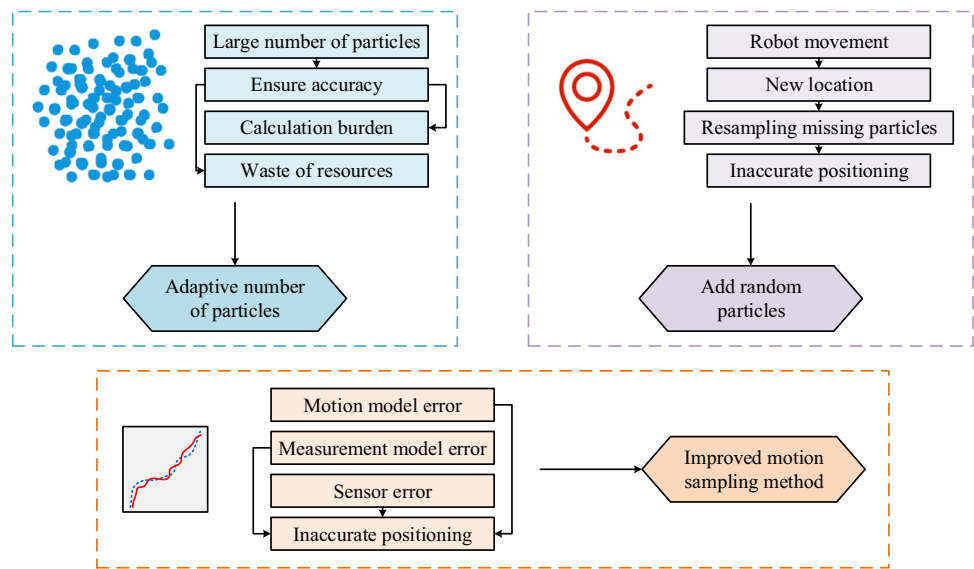 Large number of particles
Ensure accuracy
Calculation burden
Waste of resources
Adaptive number
of particles
Robot movement
New location
Resampling missing particles
Inaccurate positioning
Add random
particles
Motion model error
Measurement model error
Sensor error
Inaccurate positioning
Improved motion
sampling method